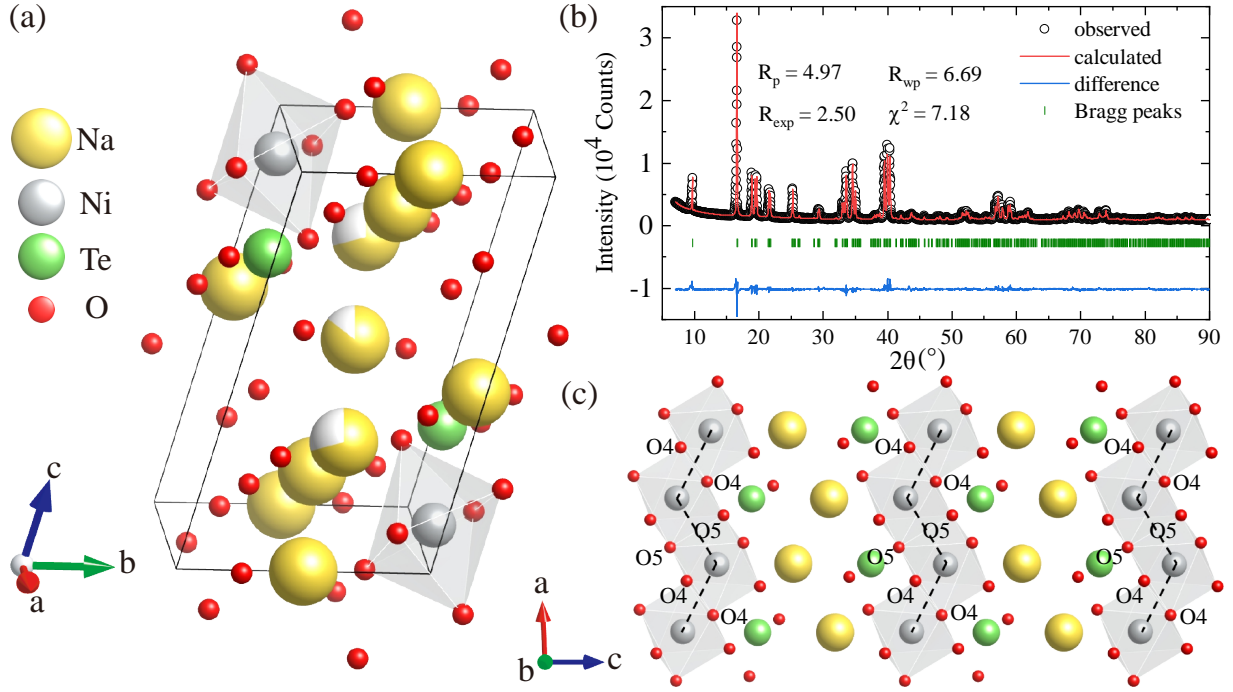 (a)
Na
Ni
Te
O
c
b
a
a
b
c
(b)
Intensity (10⁴ Counts)
3
2
1
0
-1
R_p = 4.97
R_wp = 6.69
R_exp = 2.50
χ² = 7.18
observed
calculated
difference
Bragg peaks
10 20 30 40 50 60 70 80 90
2θ(°)
(c)
O4 O4 O4
O4 O4 O4
O5 O5 O5
O5 O5 O5
O4 O4 O4
O4 O4 O4